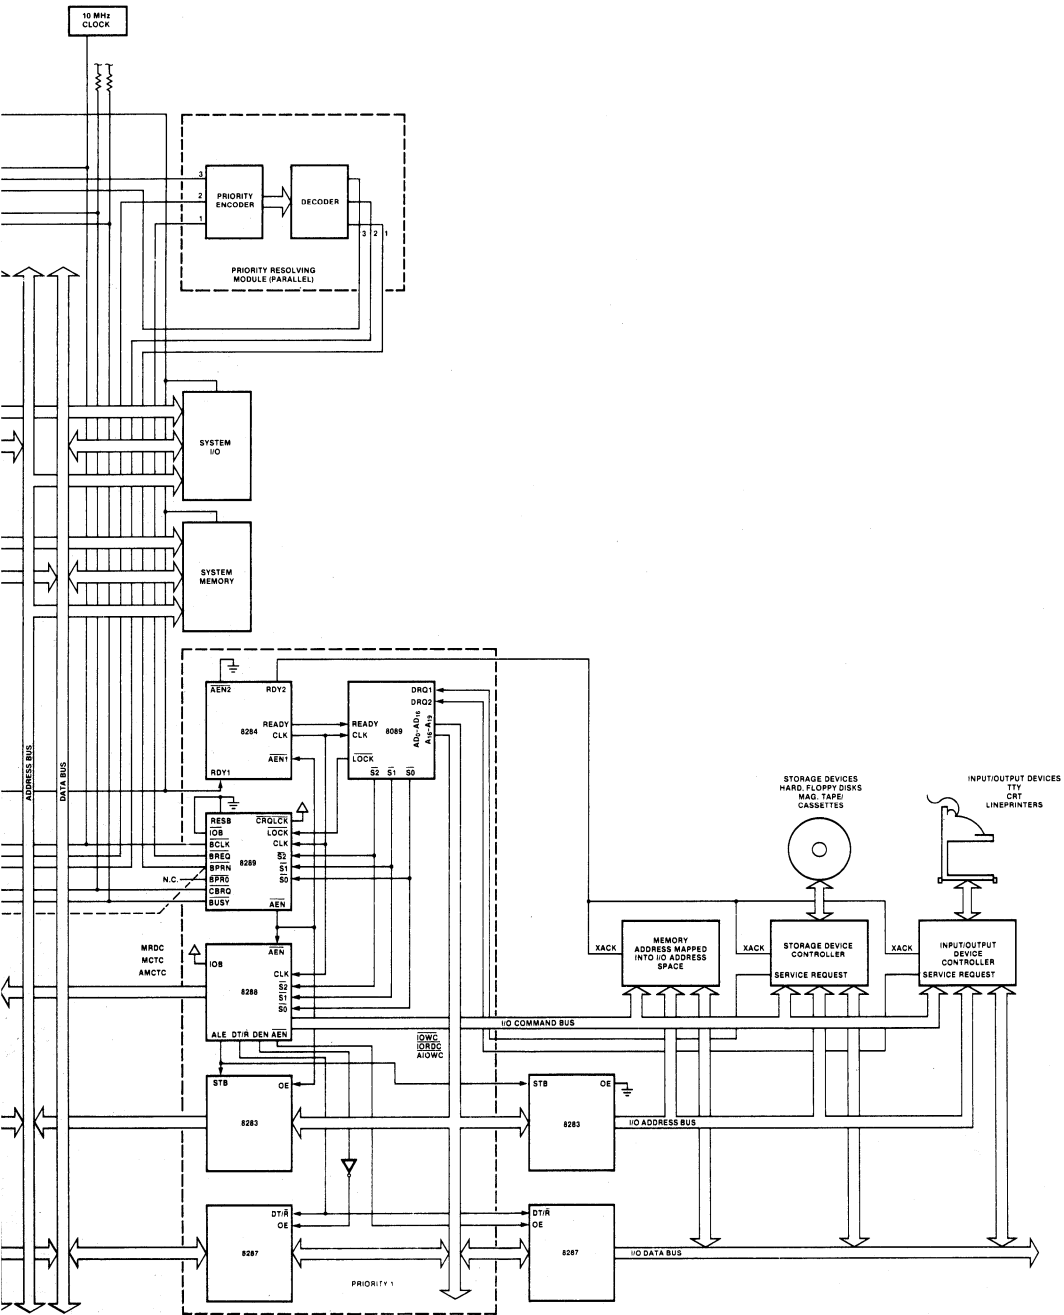 10 MHz
CLOCK
3
2
1
PRIORITY
ENCODER
DECODER
3 2 1
PRIORITY RESOLVING
MODULE (PARALLEL)
SYSTEM
I/O
SYSTEM
MEMORY
ADDRESS BUS
DATA BUS
AEN2
RDY2
READY
8284
CLK
AEN1
RDY1
DRQ1
DRQ2
READY
8089
CLK
LOCK
AD0-AD15
A16-A19
S2 S1 S0
RESB
CRQLCK
IOB
LOCK
BCLK
CLK
BREQ
8289
S2
BPRN
S1
N.C.
BPRO
S0
CBRQ
BUSY
AEN
MRDC
MCTC
AMCTC
AEN
IOB
CLK
8288
S2
S1
S0
ALE DT/R DEN AEN
I/O COMMAND BUS
IOWC
IORDC
AIOWC
STB
OE
8283
STB
OE
8283
I/O ADDRESS BUS
DT/R
OE
8287
DT/R
OE
8287
I/O DATA BUS
PRIORITY 1
STORAGE DEVICES
HARD, FLOPPY DISKS
MAG. TAPE/
CASSETTES
INPUT/OUTPUT DEVICES
TTY
CRT
LINEPRINTERS
XACK
MEMORY
ADDRESS MAPPED
INTO I/O ADDRESS
SPACE
XACK
STORAGE DEVICE
CONTROLLER
SERVICE REQUEST
XACK
INPUT/OUTPUT
DEVICE
CONTROLLER
SERVICE REQUEST